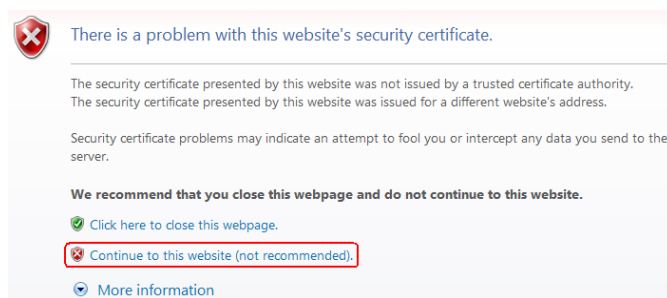 There is a problem with this website's security certificate.
The security certificate presented by this website was not issued by a trusted certificate authority.
The security certificate presented by this website was issued for a different website's address.
Security certificate problems may indicate an attempt to fool you or intercept any data you send to the
server.
We recommend that you close this webpage and do not continue to this website.
Click here to close this webpage.
Continue to this website (not recommended).
More information